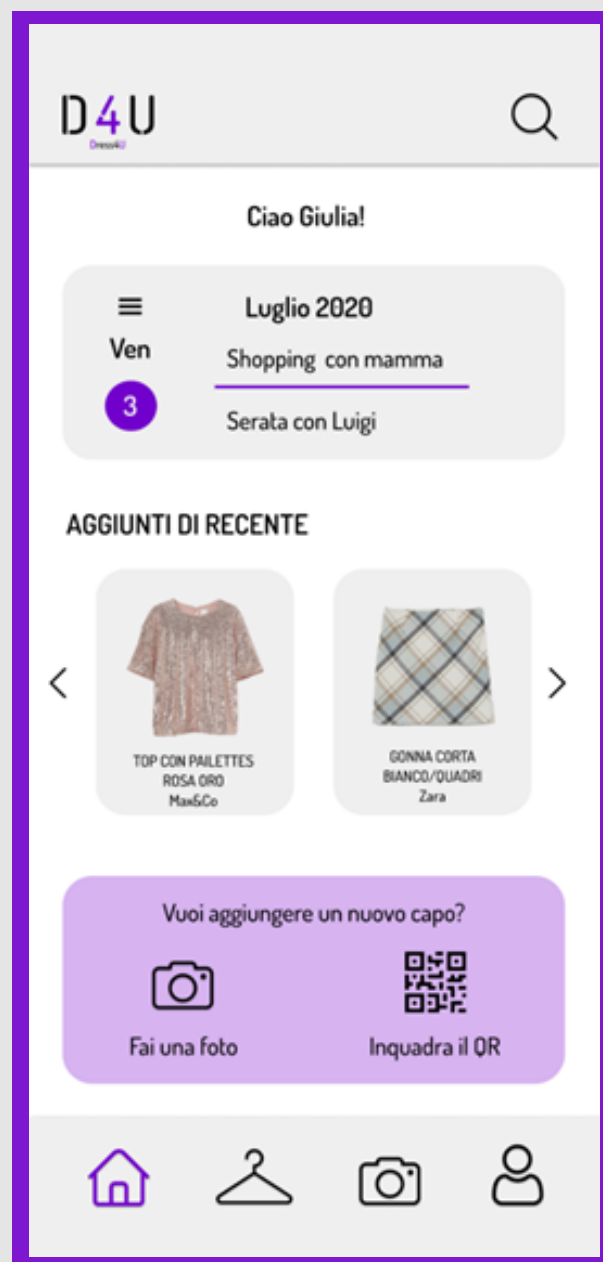 D4U
Dress4U
Ciao Giulia!
Luglio 2020
Ven
Shopping con mamma
3
Serata con Luigi
AGGIUNTI DI RECENTE
TOP CON PAILETTES
ROSA ORO
Max&Co
GONNA CORTA
BIANCO/QUADRI
Zara
Vuoi aggiungere un nuovo capo?
Fai una foto
Inquadra il QR